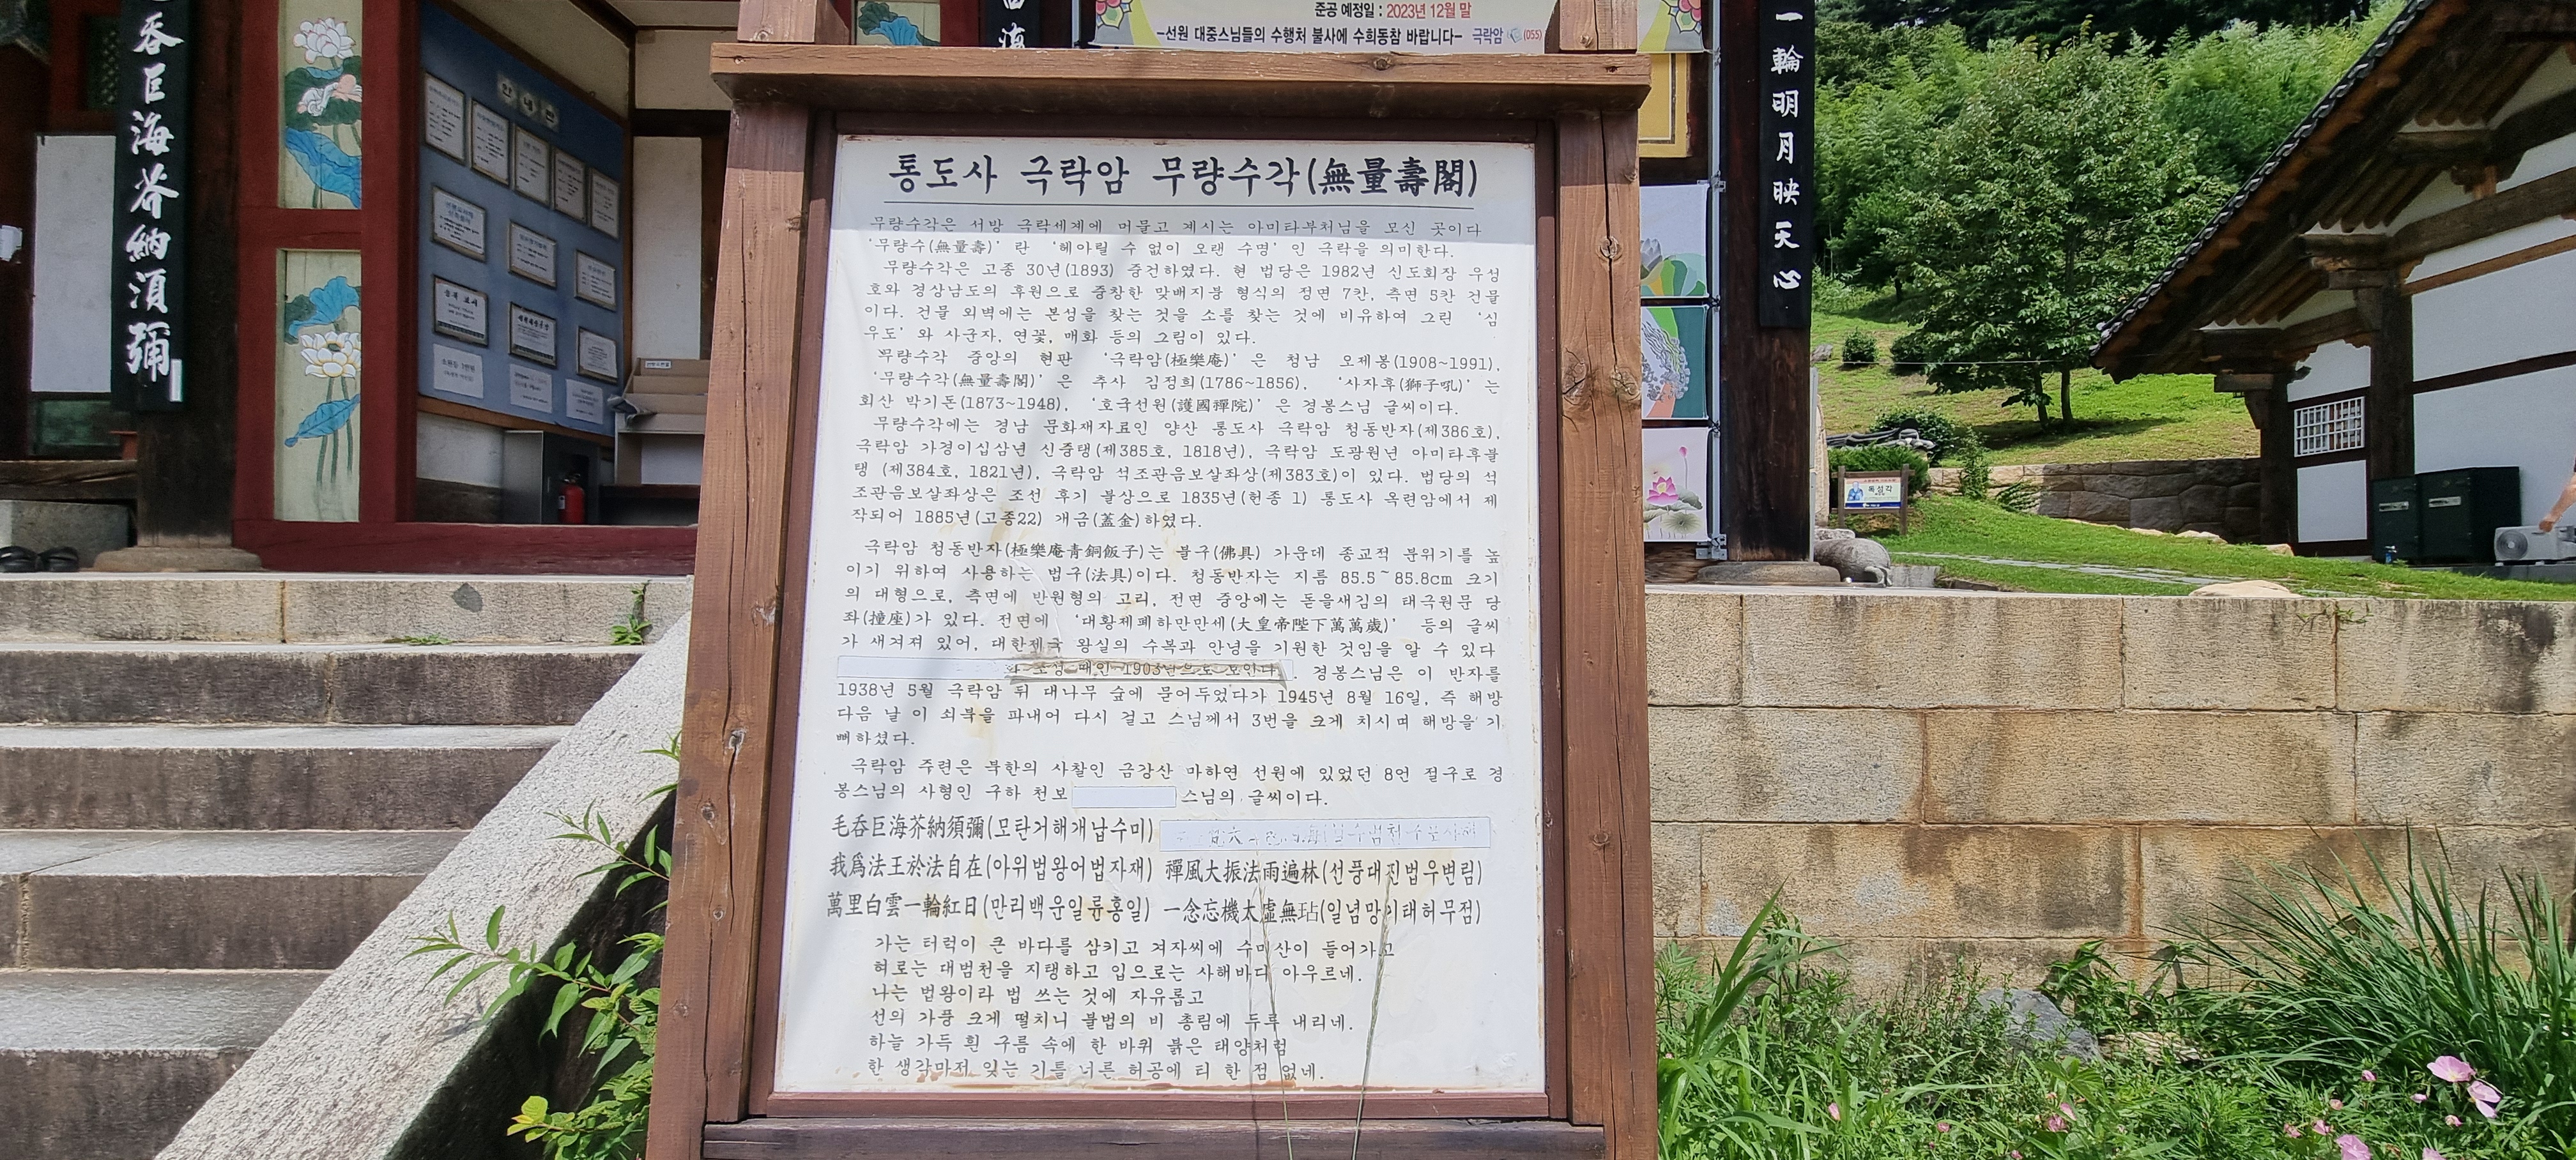 吞巨海芥納須彌
안내판
준공 예정일 : 2023년 12월 말
-선원 대중스님들의 수행처 불사에 수희동참 바랍니다- 극락암 (055)
통도사 극락암 무량수각(無量壽閣)
무량수각은 서방 극락세계에 머물고 계시는 아미타부처님을 모신 곳이다
'무량수(無量壽)' 란 '헤아릴 수 없이 오랜 수명' 인 극락을 의미한다.
무량수각은 고종 30년(1893) 중건하였다. 현 법당은 1982년 신도회장 우성
호와 경상남도의 후원으로 중창한 맞배지붕 형식의 정면 7칸, 측면 5칸 건물
이다. 건물 외벽에는 본성을 찾는 것을 소를 찾는 것에 비유하여 그린 '심
우도' 와 사군자, 연꽃, 매화 등의 그림이 있다.
무량수각 중앙의 현판 '극락암(極樂庵)' 은 청남 오제봉(1908~1991),
'무량수각(無量壽閣)' 은 추사 김정희(1786~1856), '사자후(獅子吼)' 는
회산 박기돈(1873~1948), '호국선원(護國禪院)' 은 경봉스님 글씨이다.
무량수각에는 경남 문화재자료인 양산 통도사 극락암 청동반자(제386호),
극락암 가경이십삼년 신중탱(제385호, 1818년), 극락암 도광원년 아미타후불
탱 (제384호, 1821년), 극락암 석조관음보살좌상(제383호)이 있다. 법당의 석
조관음보살좌상은 조선 후기 불상으로 1835년(헌종 1) 통도사 옥련암에서 제
작되어 1885년(고종22) 개금(蓋金)하였다.
극락암 청동반자(極樂庵青銅飯子)는 불구(佛具) 가운데 종교적 분위기를 높
이기 위하여 사용하는 법구(法具)이다. 청동반자는 지름 85.5~85.8cm 크기
의 대형으로, 측면에 반원형의 고리, 전면 중앙에는 돋을새김의 태극원문 당
좌(撞座)가 있다. 전면에 '대황제폐하만만세(大皇帝陛下萬萬歲)' 등의 글씨
가 새겨져 있어, 대한제국 왕실의 수복과 안녕을 기원한 것임을 알 수 있다
조성 때인 1903년으로 보인다. 경봉스님은 이 반자를
1938년 5월 극락암 뒤 대나무 숲에 묻어두었다가 1945년 8월 16일, 즉 해방
다음 날 이 쇠북을 파내어 다시 걸고 스님께서 3번을 크게 치시며 해방을 기
뻐하셨다.
극락암 주련은 북한의 사찰인 금강산 마하연 선원에 있었던 8언 절구로 경
봉스님의 사형인 구하 천보 스님의 글씨이다.
毛呑巨海芥納須彌(모탄거해개납수미)
我爲法王於法自在(아위법왕어법자재) 禪風大振法雨遍林(선풍대진법우변림)
萬里白雲一輪紅日(만리백운일륜홍일) 一念忘機太虛無玷(일념망기태허무점)
가는 터럭이 큰 바다를 삼키고 겨자씨에 수미산이 들어가고
혀로는 대범천을 지탱하고 입으로는 사해바다 아우르네.
나는 법왕이라 법 쓰는 것에 자유롭고
선의 가풍 크게 떨치니 불법의 비 총림에 두루 내리네.
하늘 가득 흰 구름 속에 한 바퀴 붉은 태양처럼
한 생각마저 잊는 기틀 너른 허공에 티 한 점 없네.
一輪明月映天心
독성각